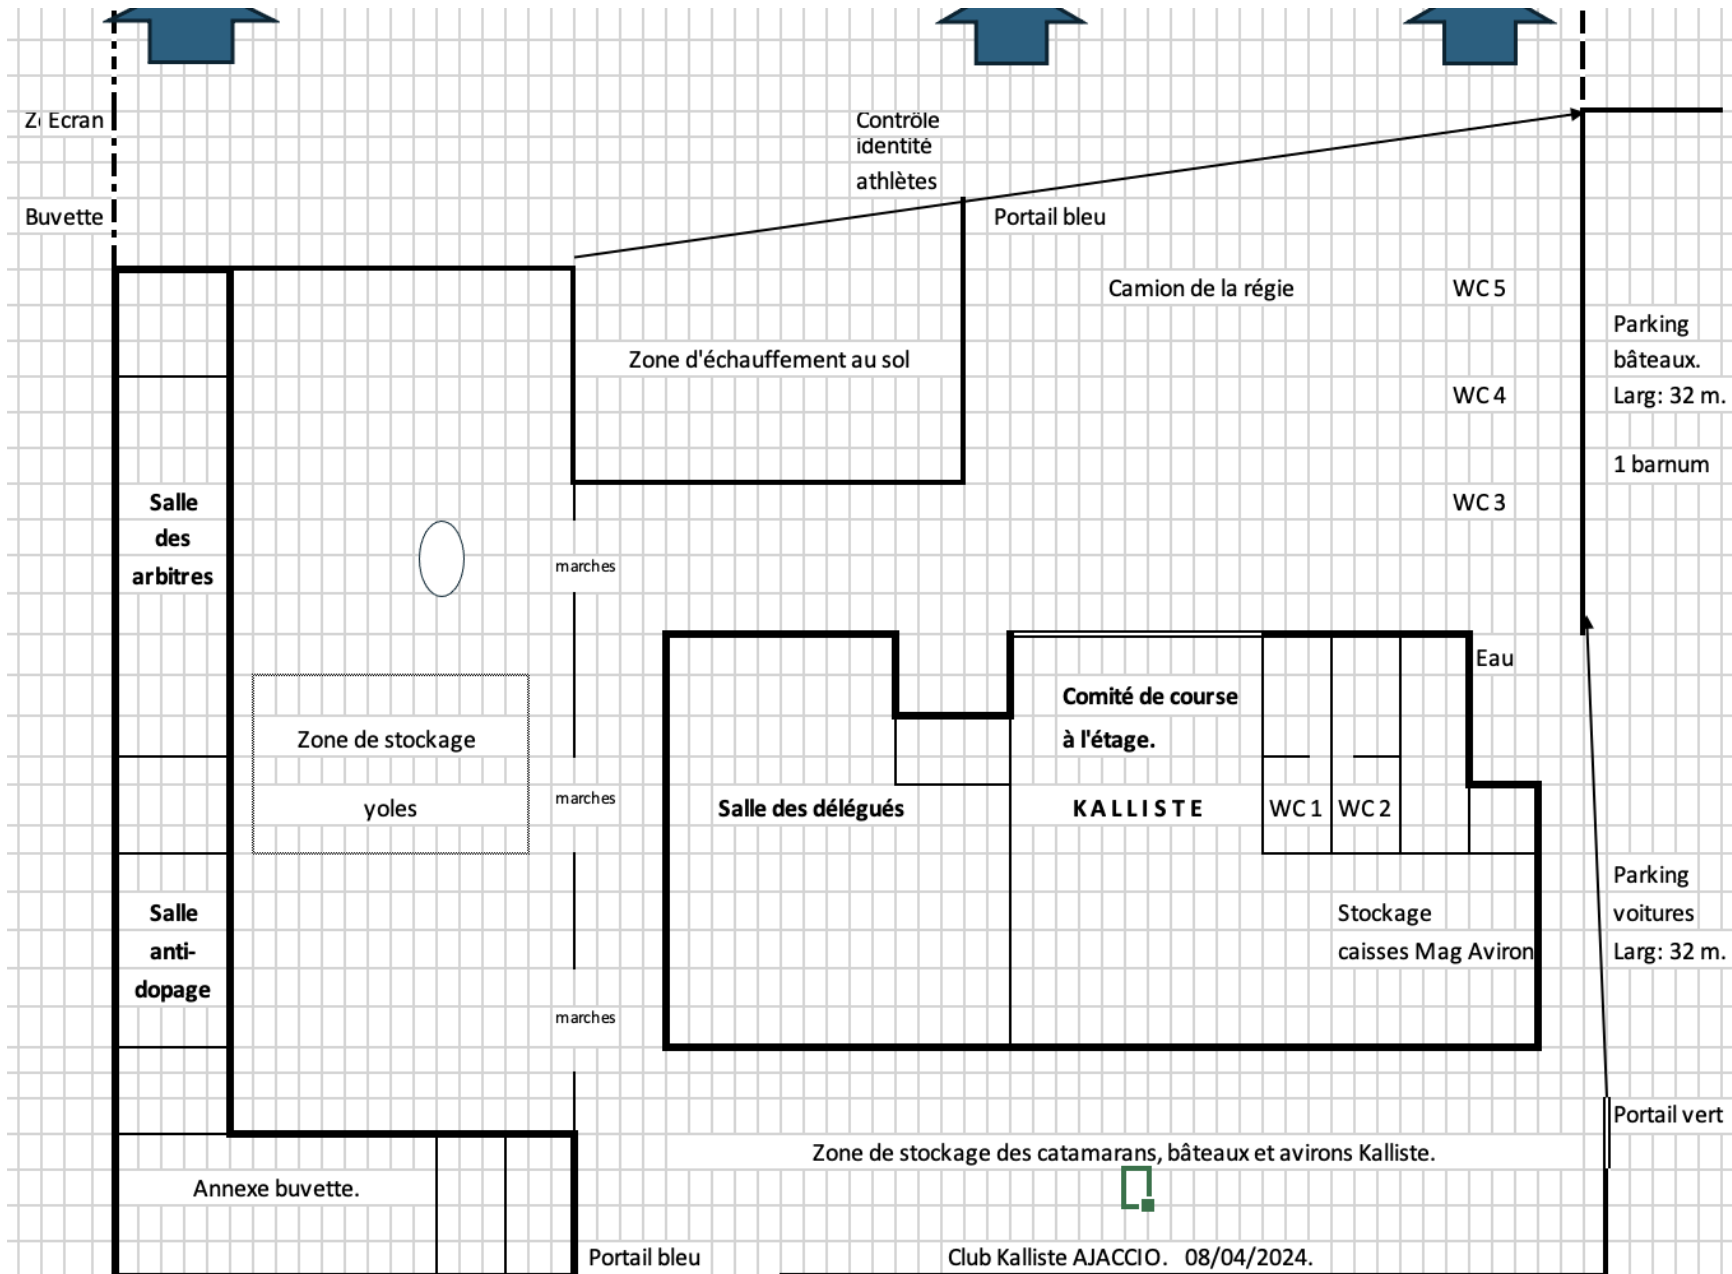 Ecran
Contrôle
identité
athlètes
Buvette
Portail bleu
Camion de la régie
WC 5
Parking
bâteaux.
Larg: 32 m.
Zone d'échauffement au sol
WC 4
1 barnum
WC 3
Salle
des
arbitres
marches
Eau
Comité de course
à l'étage.
Zone de stockage
yoles
marches
Salle des délégués
KALLISTE
WC 1
WC 2
Parking
voitures
Larg: 32 m.
Salle
anti-
dopage
Stockage
caisses Mag Aviron
marches
Portail vert
Zone de stockage des catamarans, bâteaux et avirons Kalliste.
Annexe buvette.
Portail bleu
Club Kalliste AJACCIO. 08/04/2024.